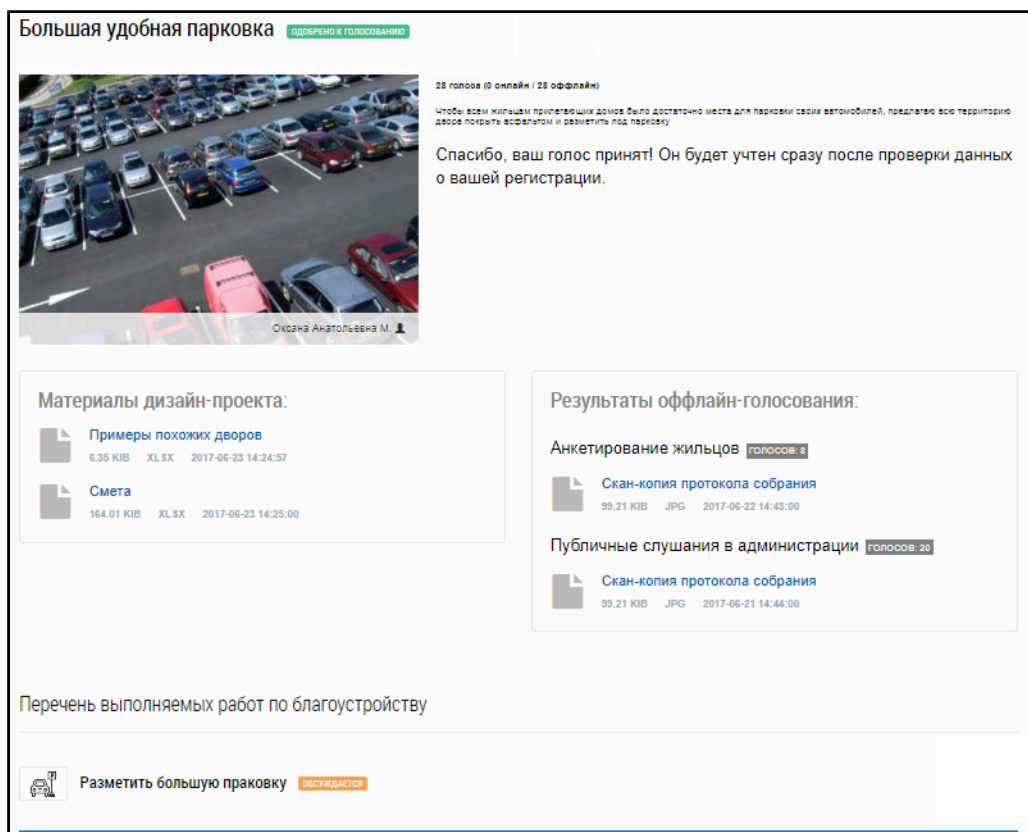 Большая удобная парковка ОДОБРЕНО К ГОЛОСОВАНИЮ
28 голоса (0 онлайн / 28 оффлайн)
Чтобы всем жильцам прилегающих домов было достаточно места для парковки своих автомобилей, предлагаю всю территорию
двора покрыть асфальтом и разметить под парковку
Спасибо, ваш голос принят! Он будет учтен сразу после проверки данных
о вашей регистрации.
Оксана Анатольевна М.
Материалы дизайн-проекта:
Примеры похожих дворов
6.35 KIB XLSX 2017-06-23 14:24:57
Смета
164.01 KIB XLSX 2017-06-23 14:25:00
Результаты оффлайн-голосования:
Анкетирование жильцов ГОЛОСОВ: 8
Скан-копия протокола собрания
99.21 KIB JPG 2017-06-22 14:43:00
Публичные слушания в администрации ГОЛОСОВ: 20
Скан-копия протокола собрания
99.21 KIB JPG 2017-06-21 14:44:00
Перечень выполняемых работ по благоустройству
Разметить большую праковку ОБСУЖДАЕТСЯ